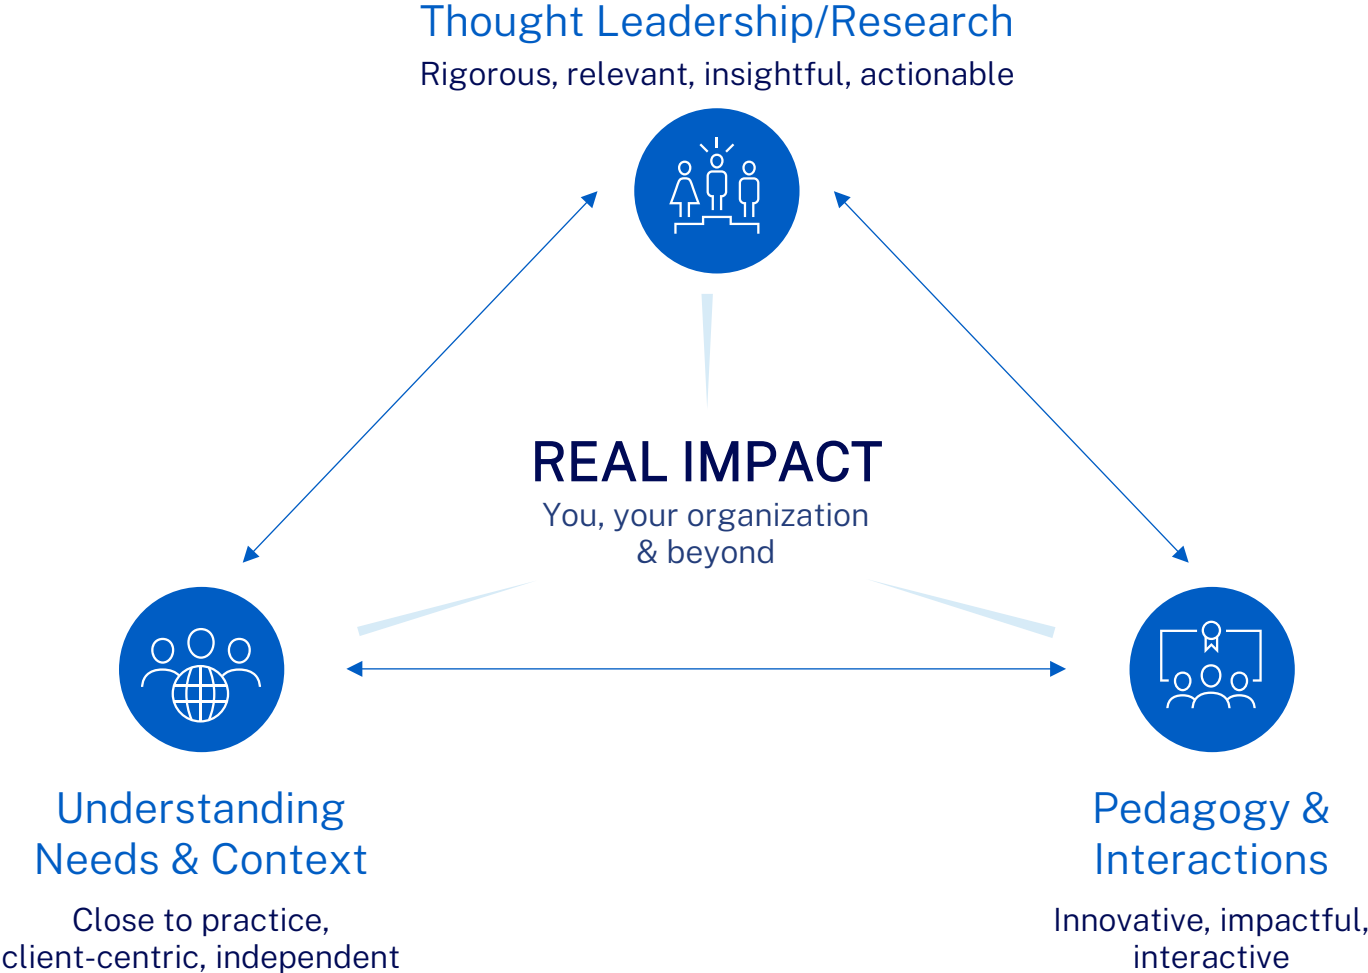 Thought Leadership/Research
Rigorous, relevant, insightful, actionable
REAL IMPACT
You, your organization
& beyond
Understanding
Needs & Context
Close to practice,
client-centric, independent
Pedagogy &
Interactions
Innovative, impactful,
interactive